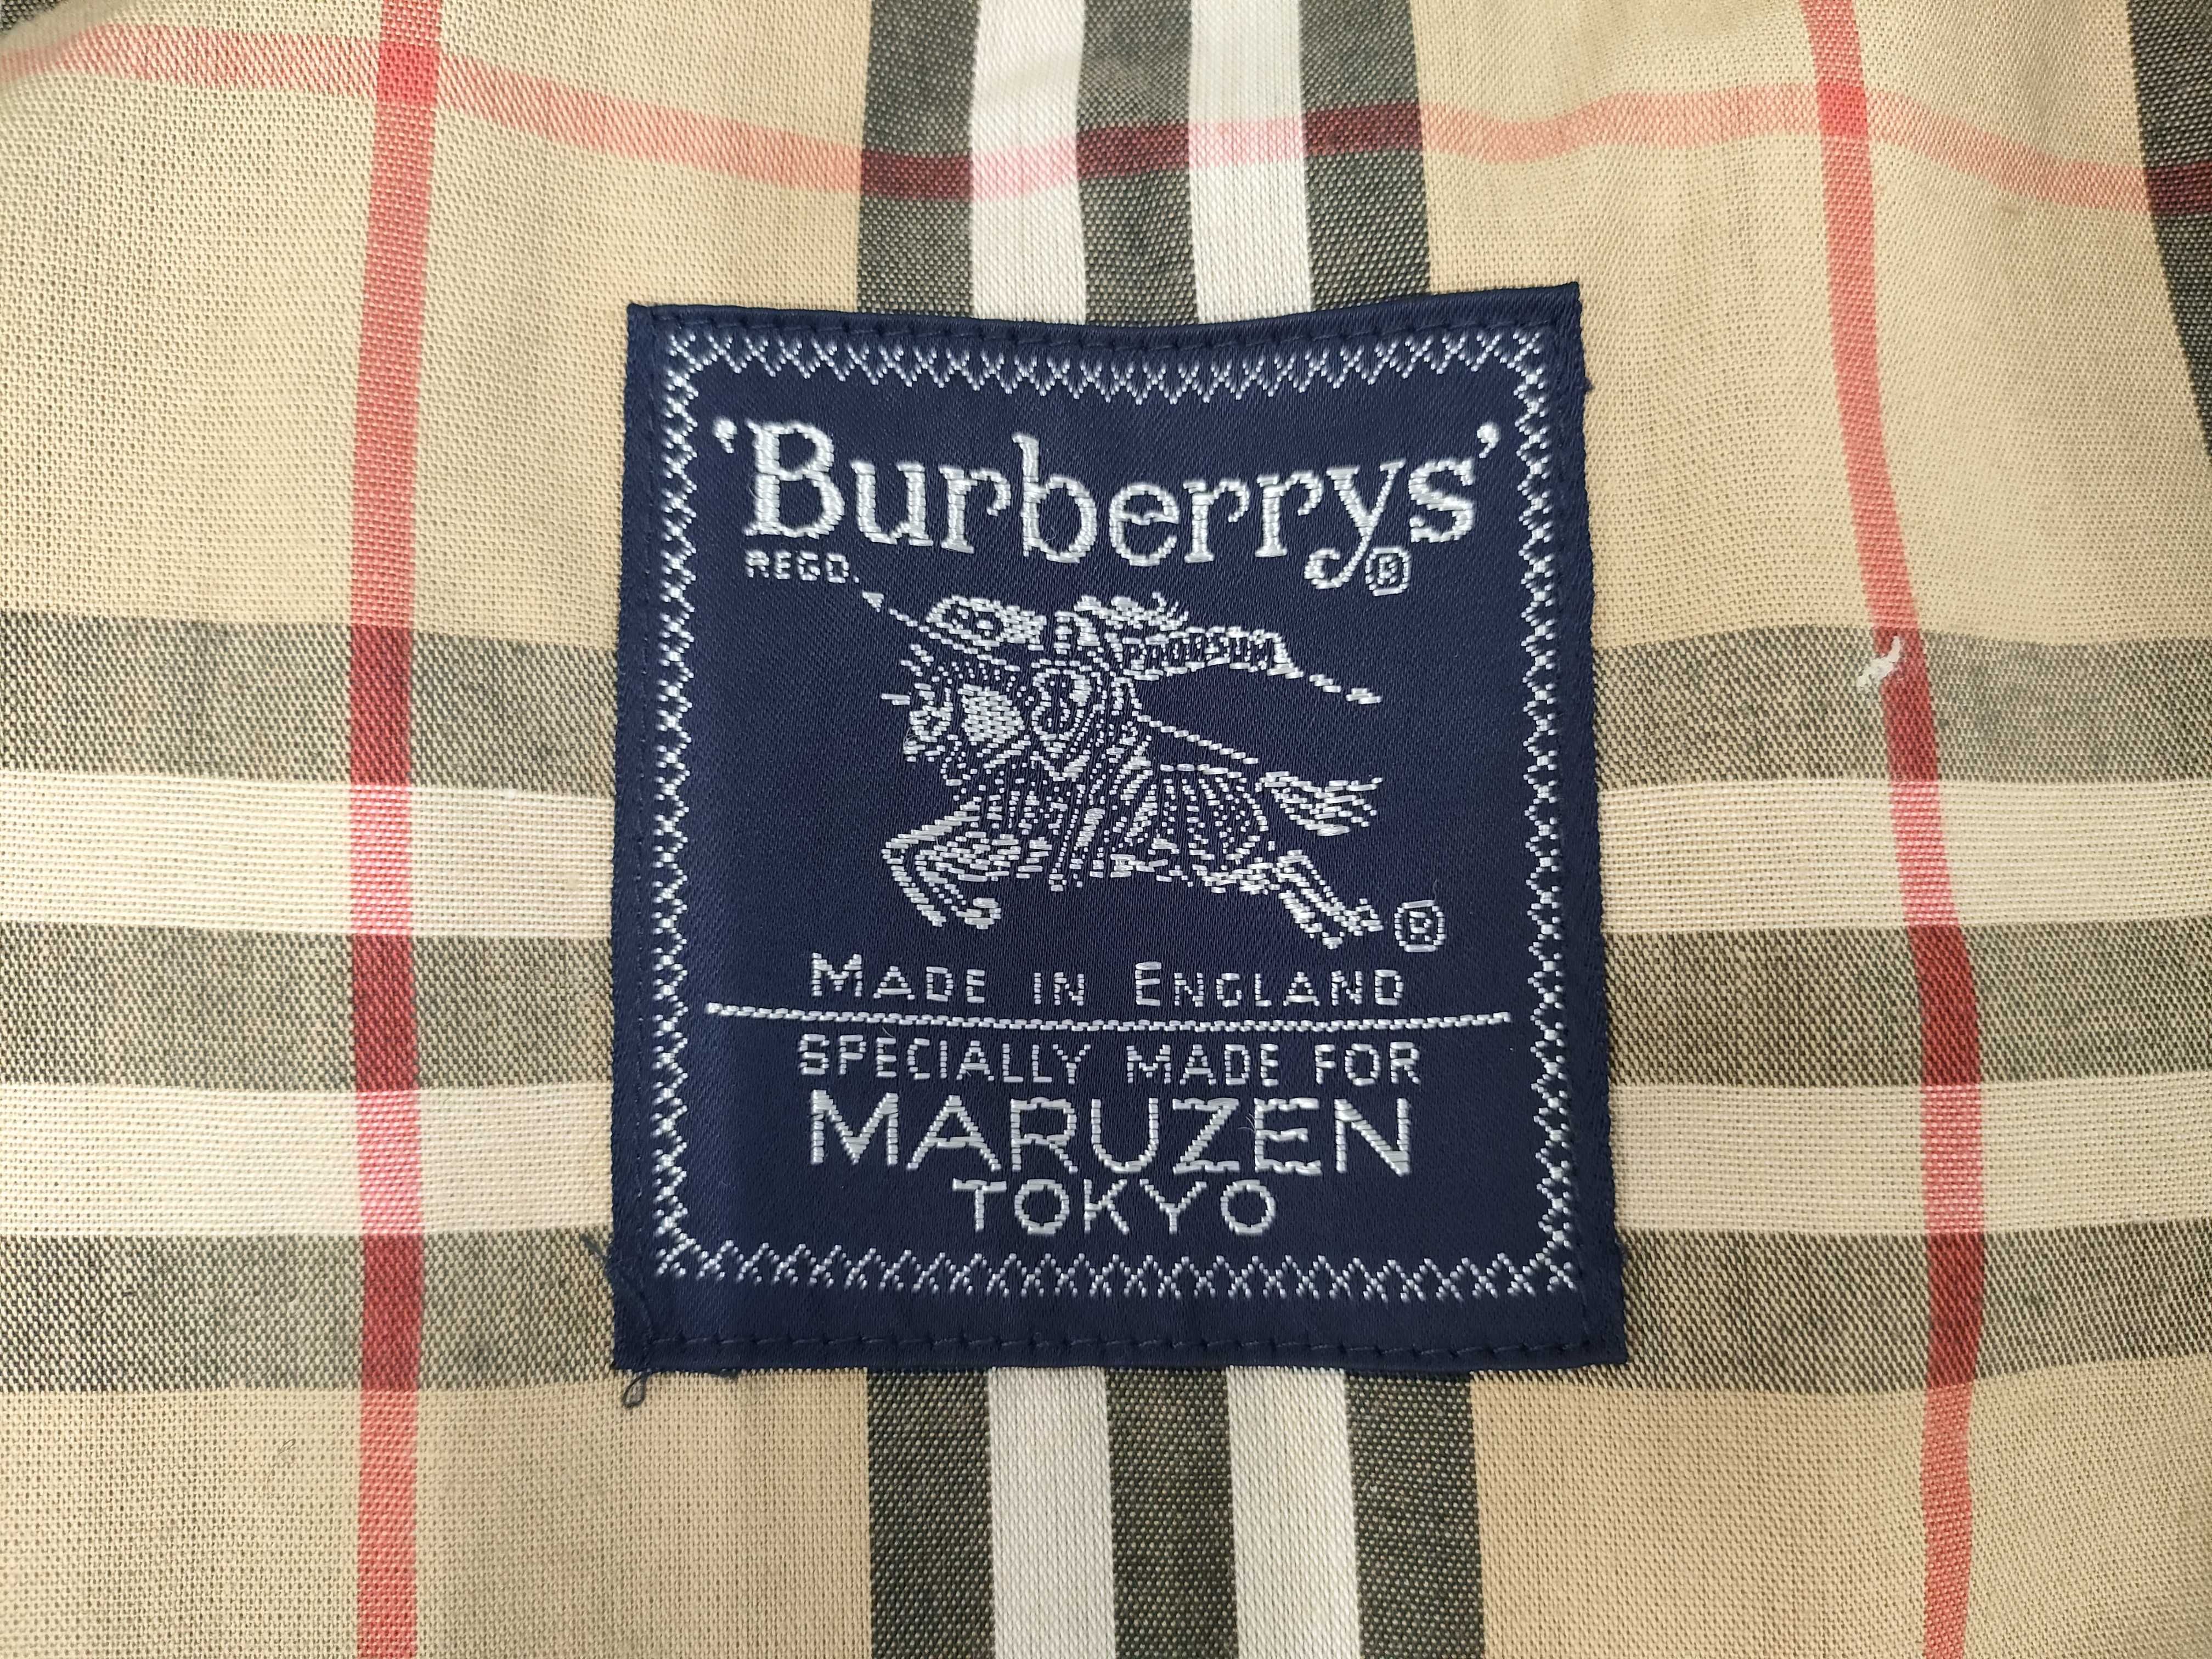 'Burberrys'®
REGD.
PRORSUM
®
MADE IN ENGLAND
SPECIALLY MADE FOR
MARUZEN
TOKYO